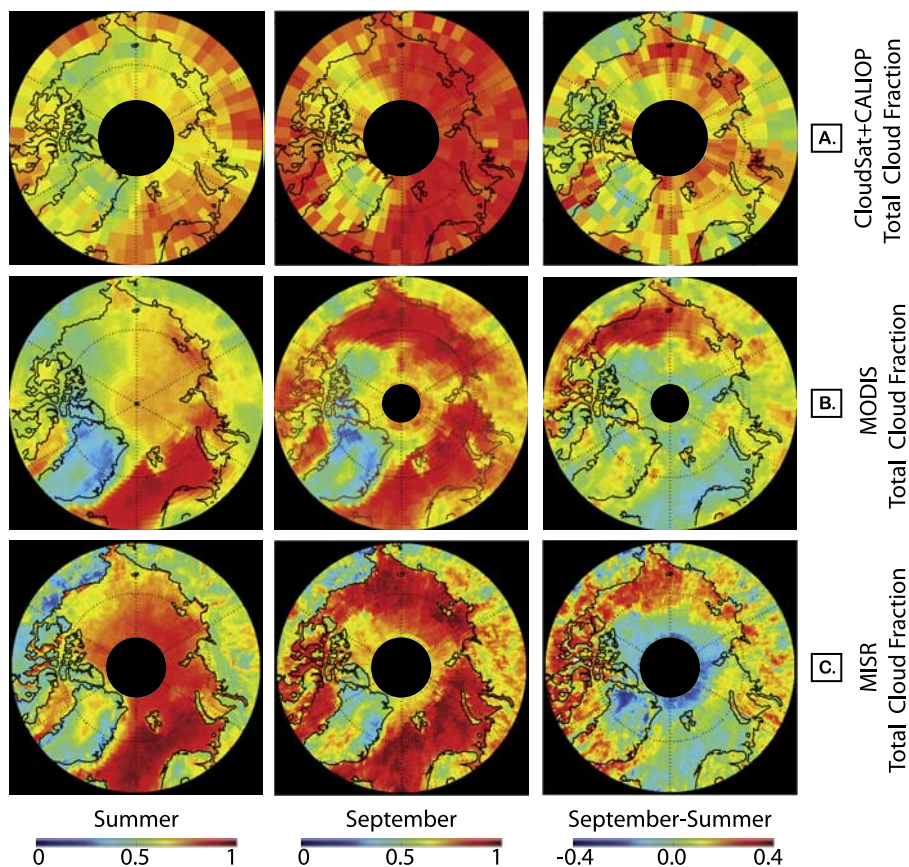 A.
CloudSat+CALIOP
Total Cloud Fraction
B.
MODIS
Total Cloud Fraction
C.
MISR
Total Cloud Fraction
Summer
September
September-Summer
0 0.5 1
0 0.5 1
-0.4 0.0 0.4